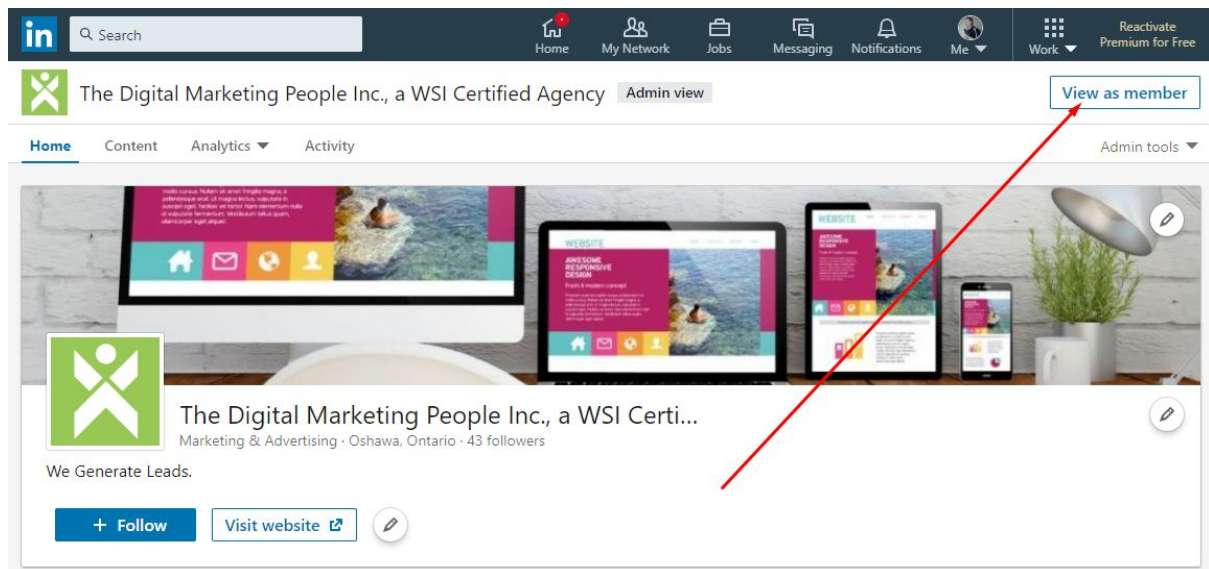 in
Search
Home
My Network
Jobs
Messaging
Notifications
Me
Work
Reactivate
Premium for Free
The Digital Marketing People Inc., a WSI Certified Agency
Admin view
View as member
Home
Content
Analytics
Activity
Admin tools
WEBSITE
AWESOME
RESPONSIVE
DESIGN
Fresh & modern concept
WEBSITE
AWESOME
RESPONSIVE
DESIGN
The Digital Marketing People Inc., a WSI Certi...
Marketing & Advertising · Oshawa, Ontario · 43 followers
We Generate Leads.
+ Follow
Visit website